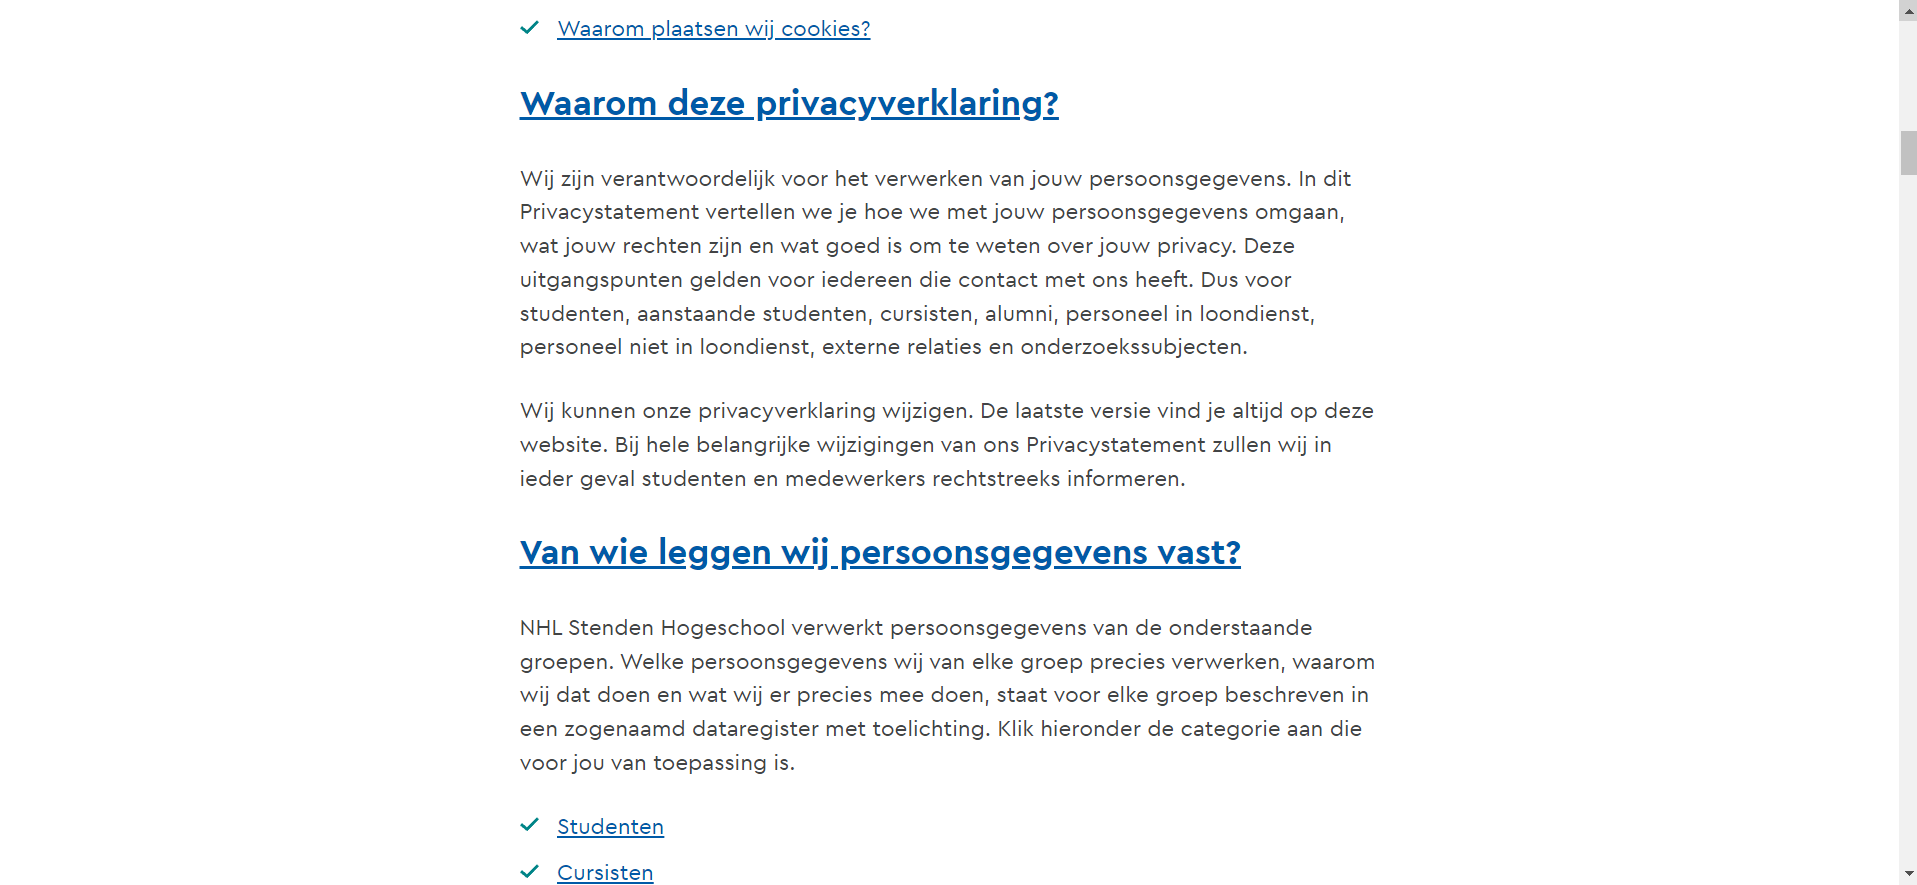 Waarom plaatsen wij cookies?
Waarom deze privacyverklaring?
Wij zijn verantwoordelijk voor het verwerken van jouw persoonsgegevens. In dit
Privacystatement vertellen we je hoe we met jouw persoonsgegevens omgaan,
wat jouw rechten zijn en wat goed is om te weten over jouw privacy. Deze
uitgangspunten gelden voor iedereen die contact met ons heeft. Dus voor
studenten, aanstaande studenten, cursisten, alumni, personeel in loondienst,
personeel niet in loondienst, externe relaties en onderzoekssubjecten.
Wij kunnen onze privacyverklaring wijzigen. De laatste versie vind je altijd op deze
website. Bij hele belangrijke wijzigingen van ons Privacystatement zullen wij in
ieder geval studenten en medewerkers rechtstreeks informeren.
Van wie leggen wij persoonsgegevens vast?
NHL Stenden Hogeschool verwerkt persoonsgegevens van de onderstaande
groepen. Welke persoonsgegevens wij van elke groep precies verwerken, waarom
wij dat doen en wat wij er precies mee doen, staat voor elke groep beschreven in
een zogenaamd dataregister met toelichting. Klik hieronder de categorie aan die
voor jou van toepassing is.
Studenten
Cursisten